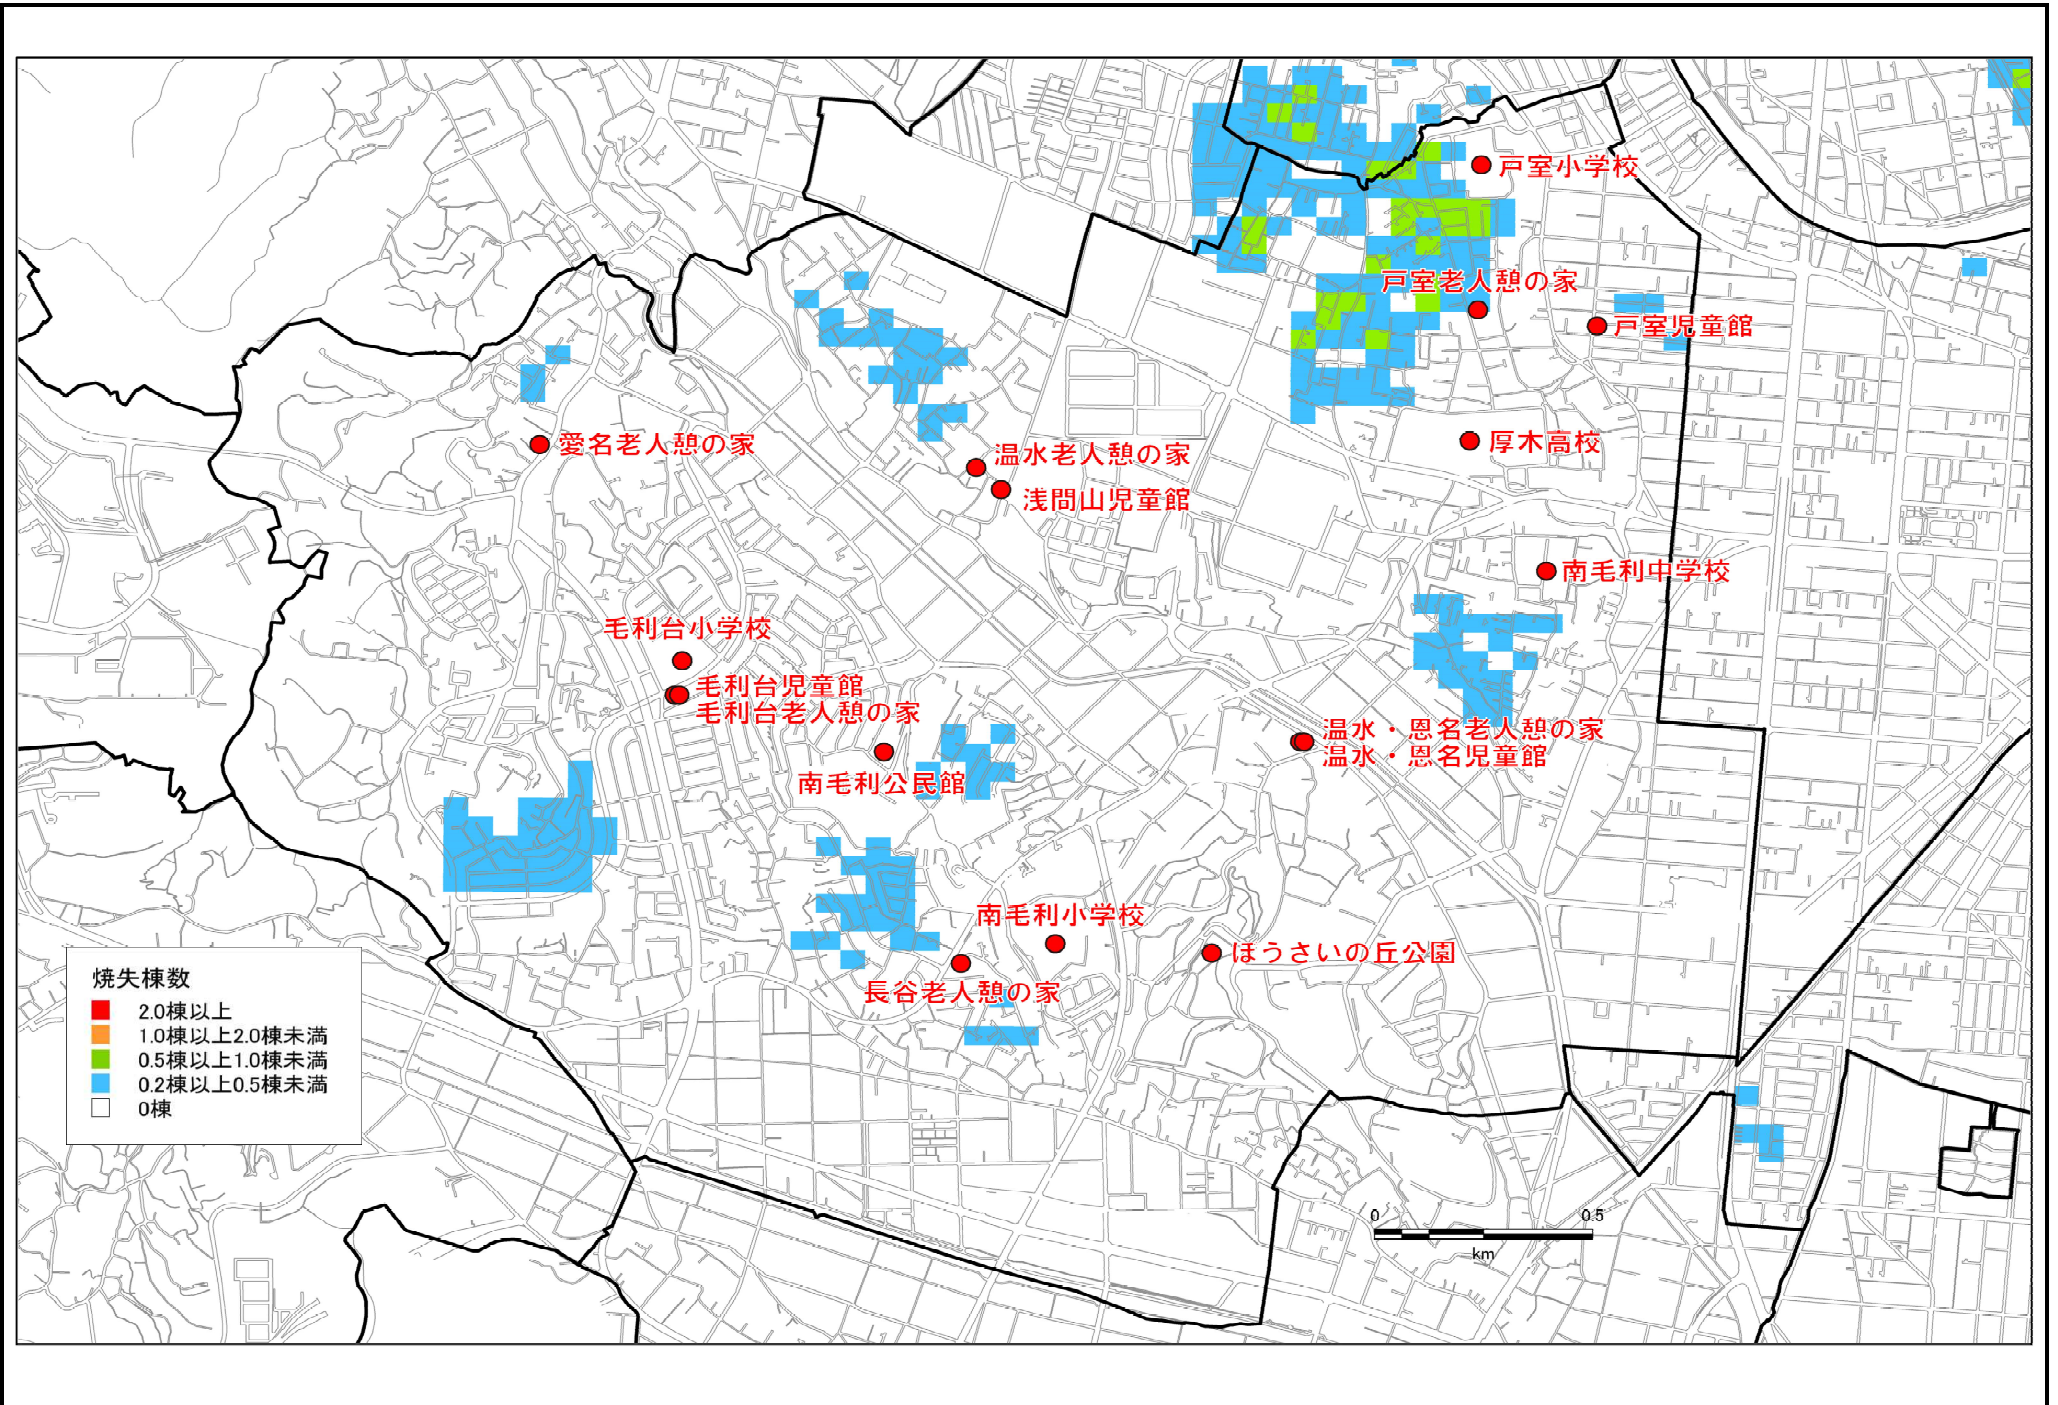 戸室小学校
戸室老人憩の家
戸室児童館
愛名老人憩の家
温水老人憩の家
浅間山児童館
厚木高校
南毛利中学校
毛利台小学校
毛利台児童館
毛利台老人憩の家
南毛利公民館
温水・恩名老人憩の家
温水・恩名児童館
南毛利小学校
ほうさいの丘公園
長谷老人憩の家
焼失棟数
2.0棟以上
1.0棟以上2.0棟未満
0.5棟以上1.0棟未満
0.2棟以上0.5棟未満
0棟
0 0.5
km